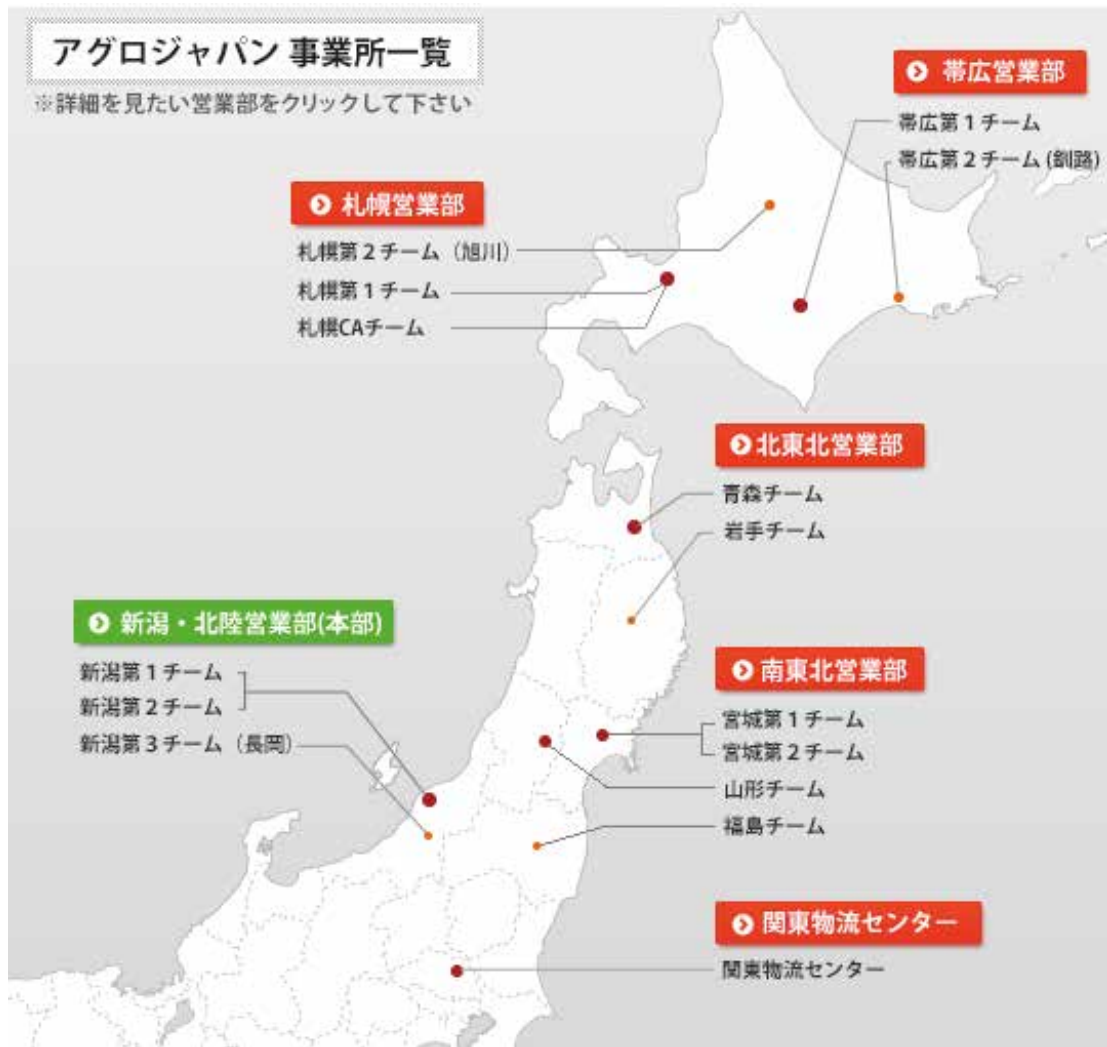 アグロジャパン 事業所一覧
※詳細を見たい営業部をクリックして下さい
帯広営業部
帯広第1チーム
帯広第2チーム(釧路)
札幌営業部
札幌第2チーム（旭川）
札幌第1チーム
札幌CAチーム
北東北営業部
青森チーム
岩手チーム
新潟・北陸営業部(本部)
新潟第1チーム
新潟第2チーム
新潟第3チーム（長岡）
南東北営業部
宮城第1チーム
宮城第2チーム
山形チーム
福島チーム
関東物流センター
関東物流センター